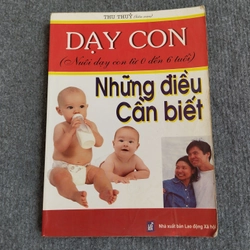 THU THUỶ (biên soạn)
DẠY CON
(Nuôi dạy con từ 0 đến 6 tuổi)
Những điều
Cần biết
Nhà xuất bản Lao động Xã hội